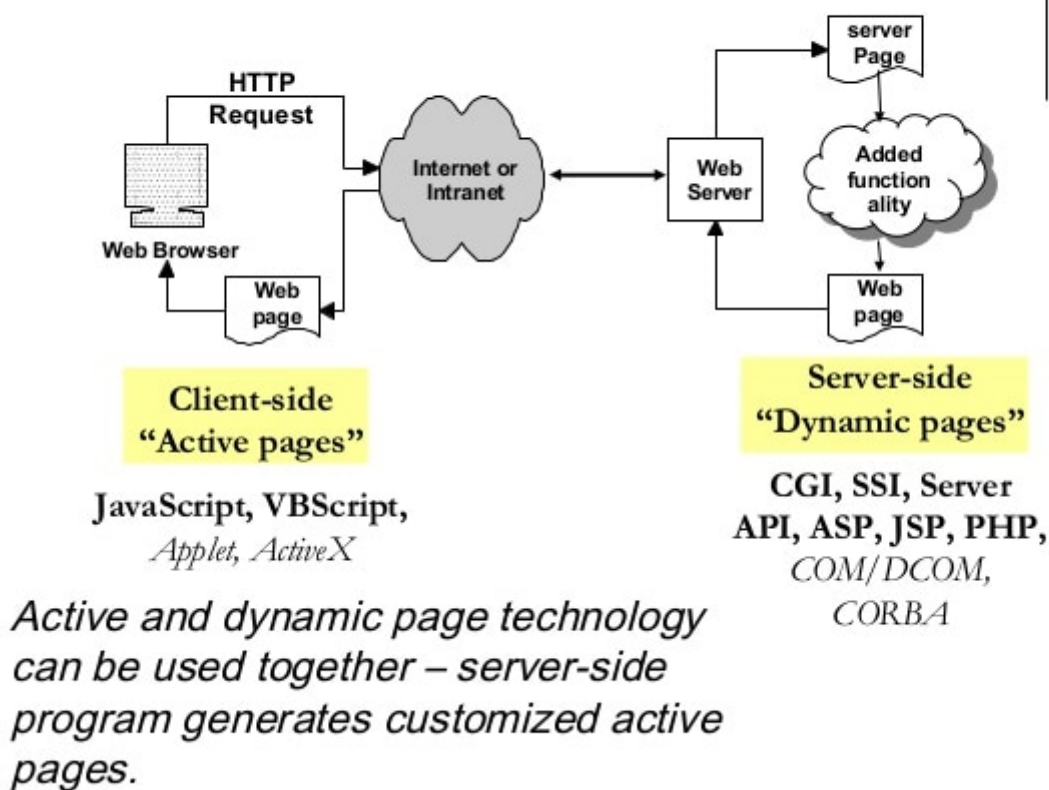 HTTP
Request
Web Browser
Web
page
Internet or
Intranet
Web
Server
server
Page
Added
function
ality
Web
page
Client-side
“Active pages”
JavaScript, VBScript,
Applet, ActiveX
Server-side
“Dynamic pages”
CGI, SSI, Server
API, ASP, JSP, PHP,
COM/DCOM,
CORBA
Active and dynamic page technology
can be used together – server-side
program generates customized active
pages.